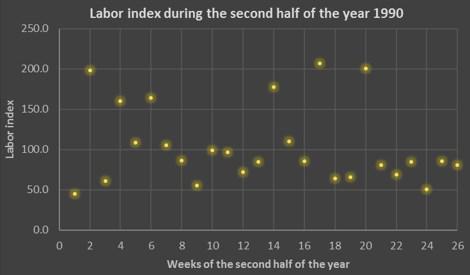 Labor index during the second half of the year 1990
250.0
200.0
150.0
100.0
50.0
0.0
Labor index
0 2 4 6 8 10 12 14 16 18 20 22 24 26
Weeks of the second half of the year